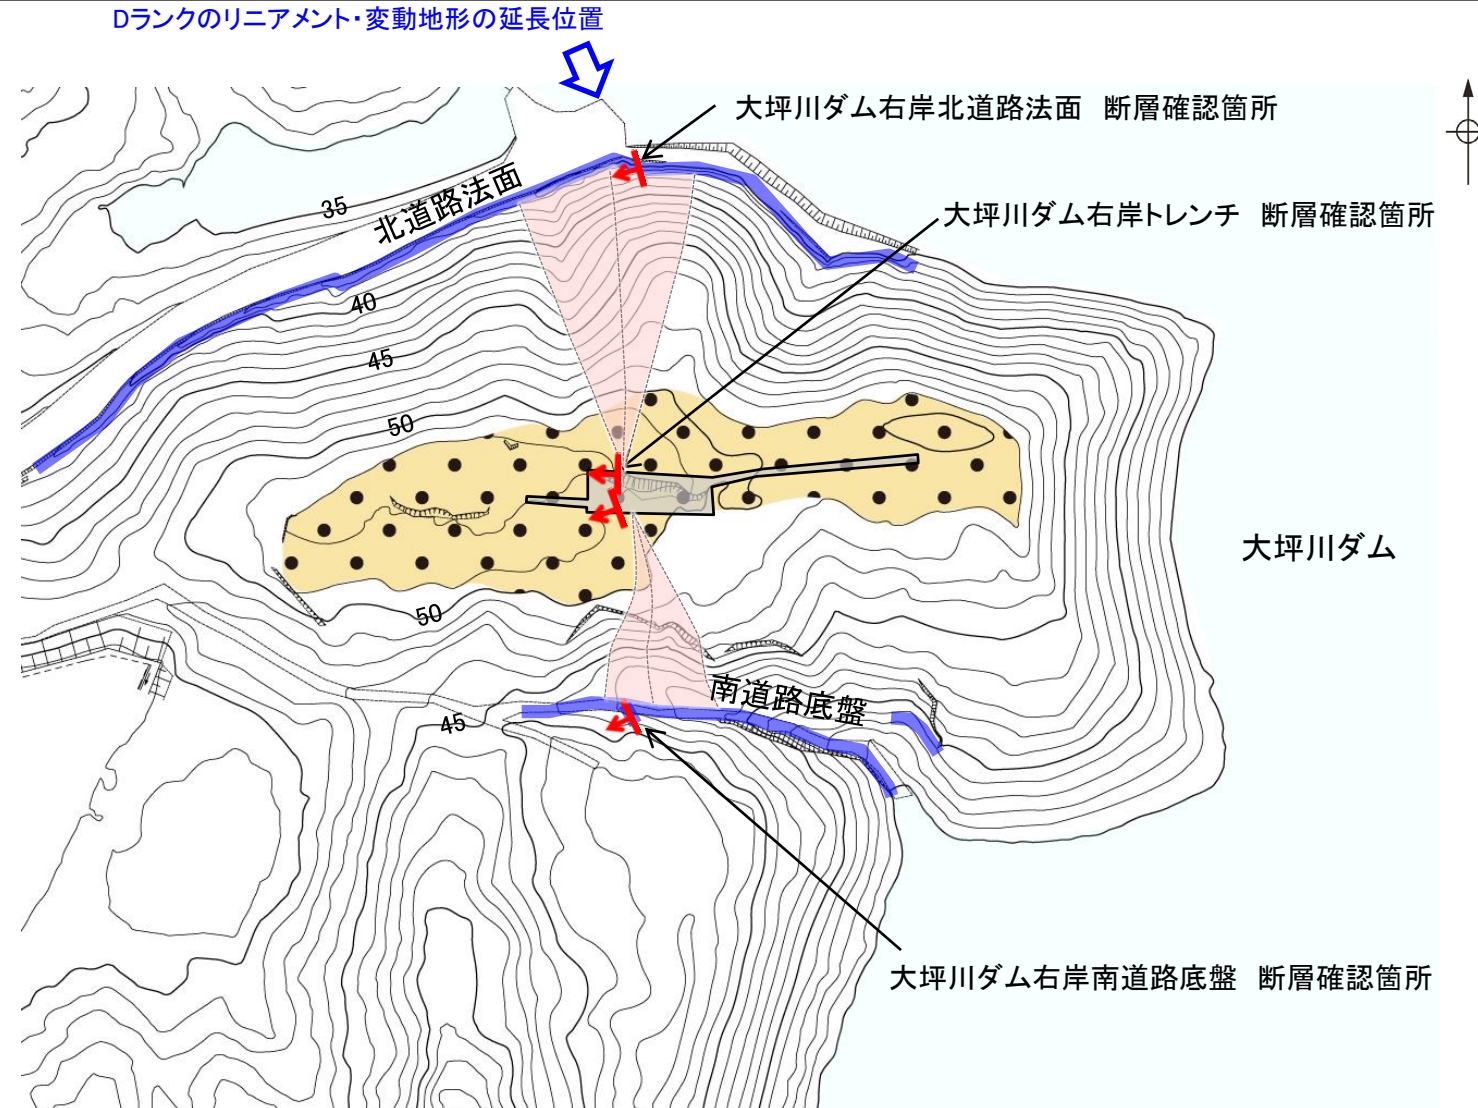 Dランクのリニアメント・変動地形の延長位置
大坪川ダム右岸北道路法面　断層確認箇所
北道路法面
35
大坪川ダム右岸トレンチ　断層確認箇所
40
45
50
大坪川ダム
50
南道路底盤
45
大坪川ダム右岸南道路底盤　断層確認箇所